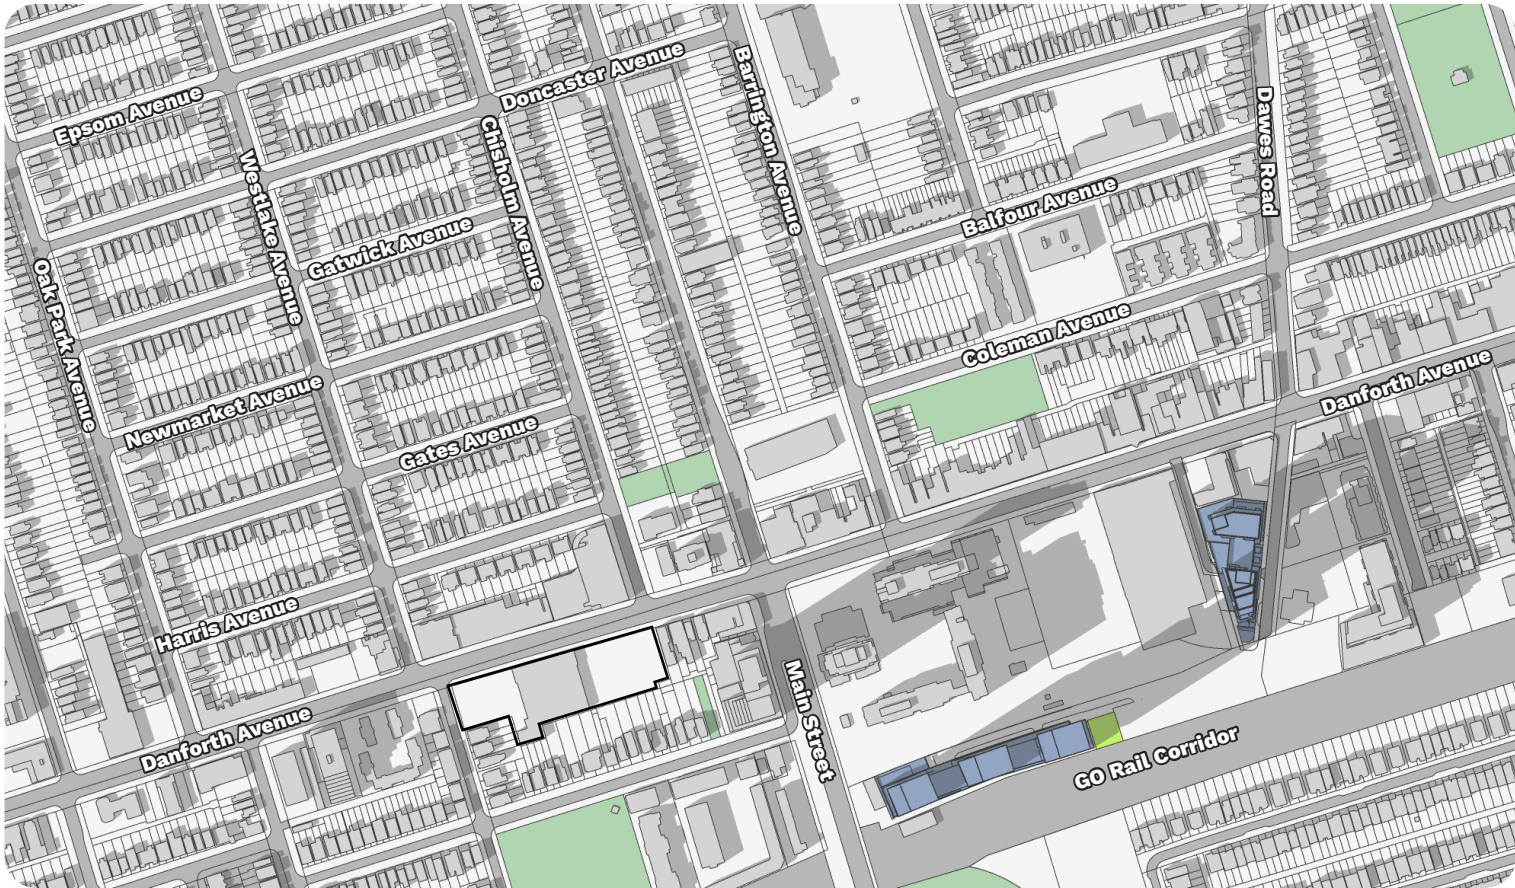 Doncaster Avenue
Epsom Avenue
Barrington Avenue
Dawes Road
Chisholm Avenue
Westlake Avenue
Balfour Avenue
Gatwick Avenue
Oak Park Avenue
Coleman Avenue
Danforth Avenue
Newmarket Avenue
Gates Avenue
Harris Avenue
Main Street
Danforth Avenue
GO Rail Corridor